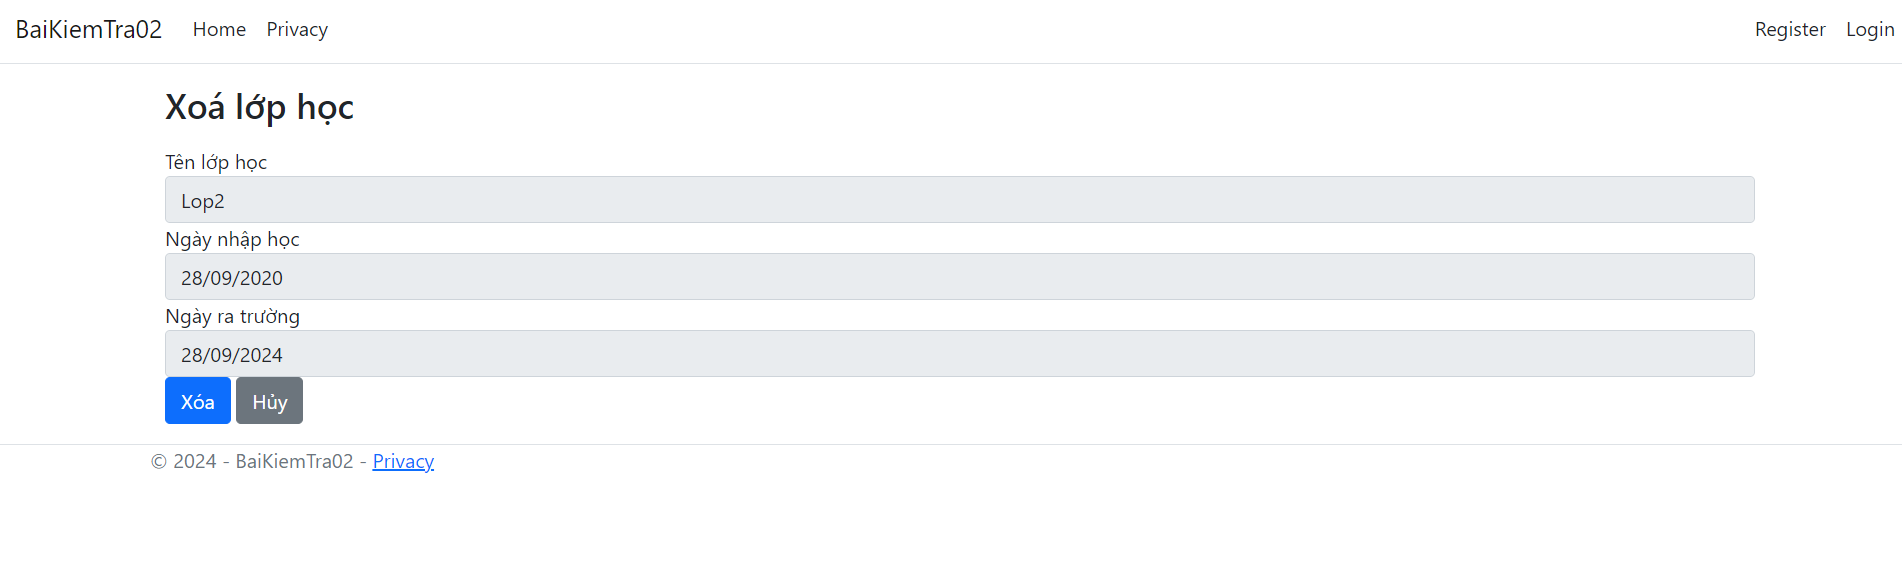 BaiKiemTra02 Home Privacy Register Login
Xoá lớp học
Tên lớp học
Lop2
Ngày nhập học
28/09/2020
Ngày ra trường
28/09/2024
Xóa Hủy
© 2024 - BaiKiemTra02 - Privacy